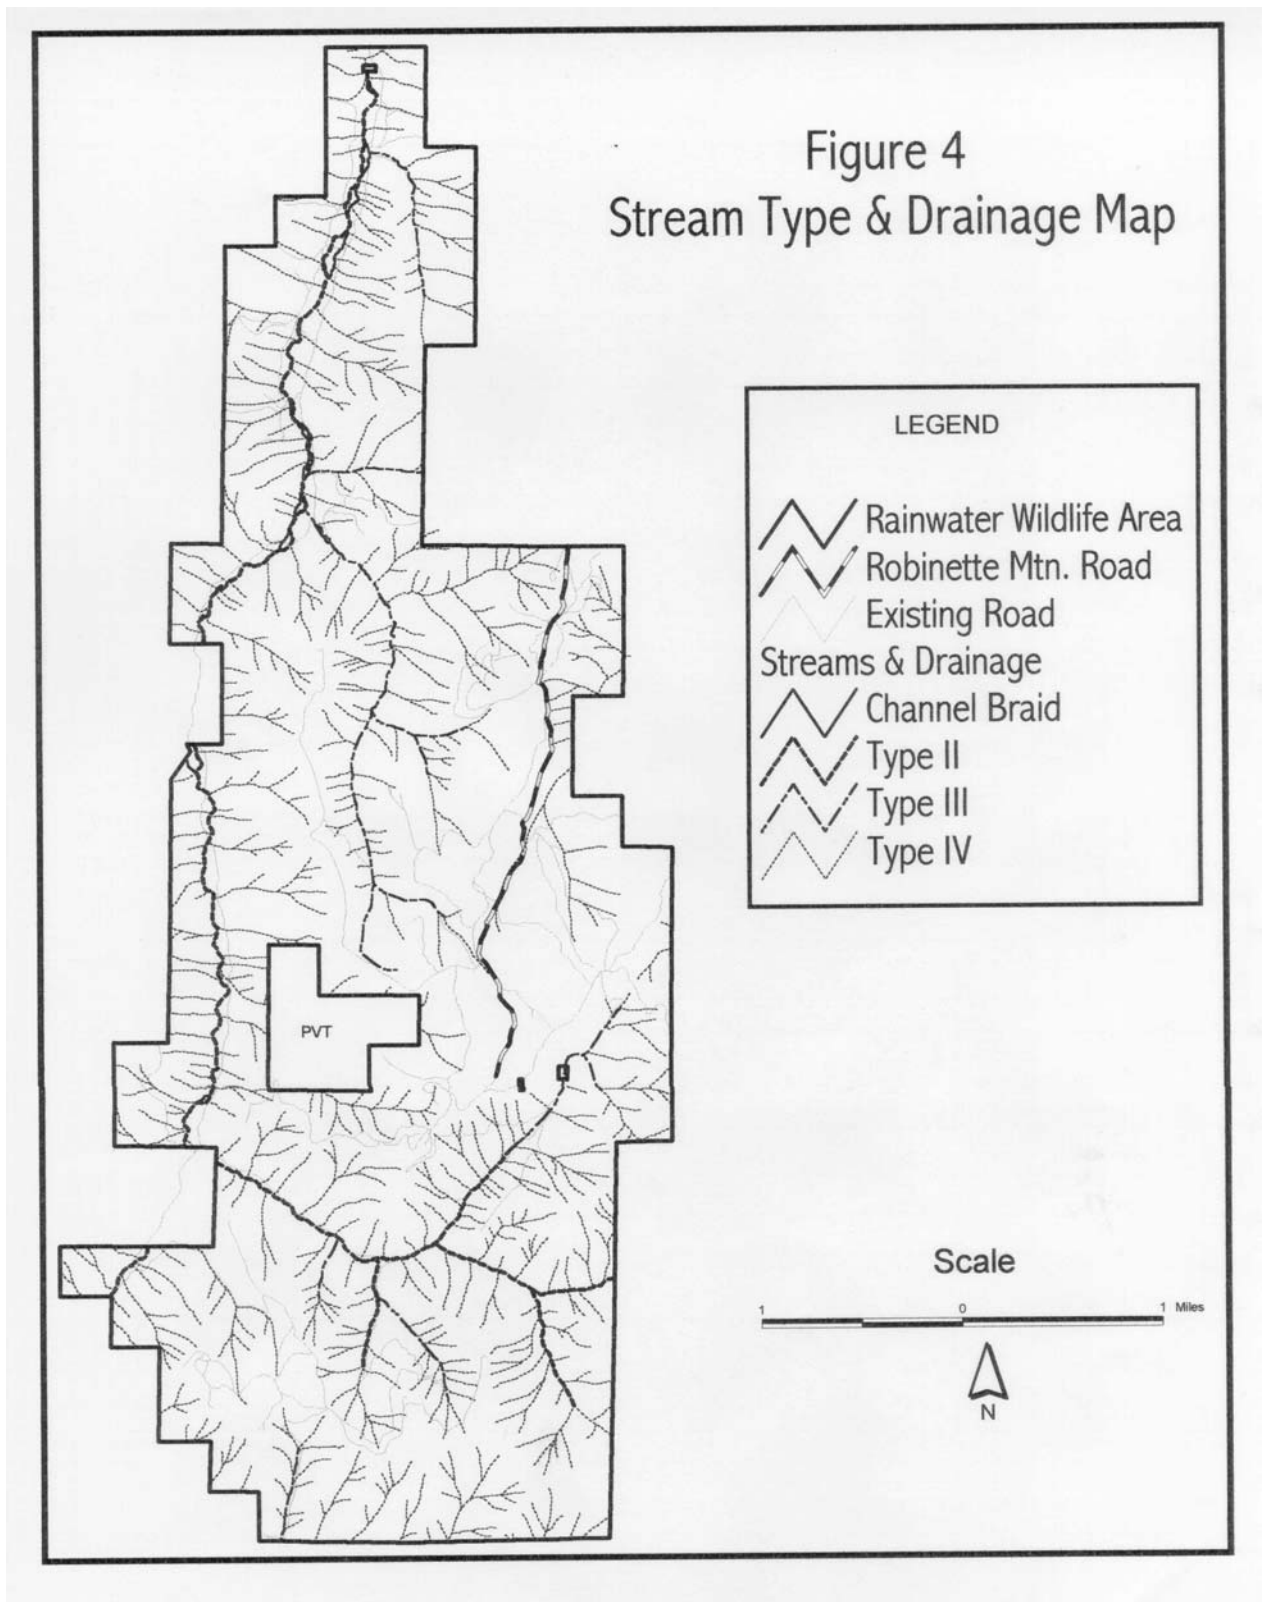 Figure 4
Stream Type & Drainage Map
LEGEND
Rainwater Wildlife Area
Robinette Mtn. Road
Existing Road
Streams & Drainage
Channel Braid
Type II
Type III
Type IV
PVT
Scale
1 0 1 Miles
N